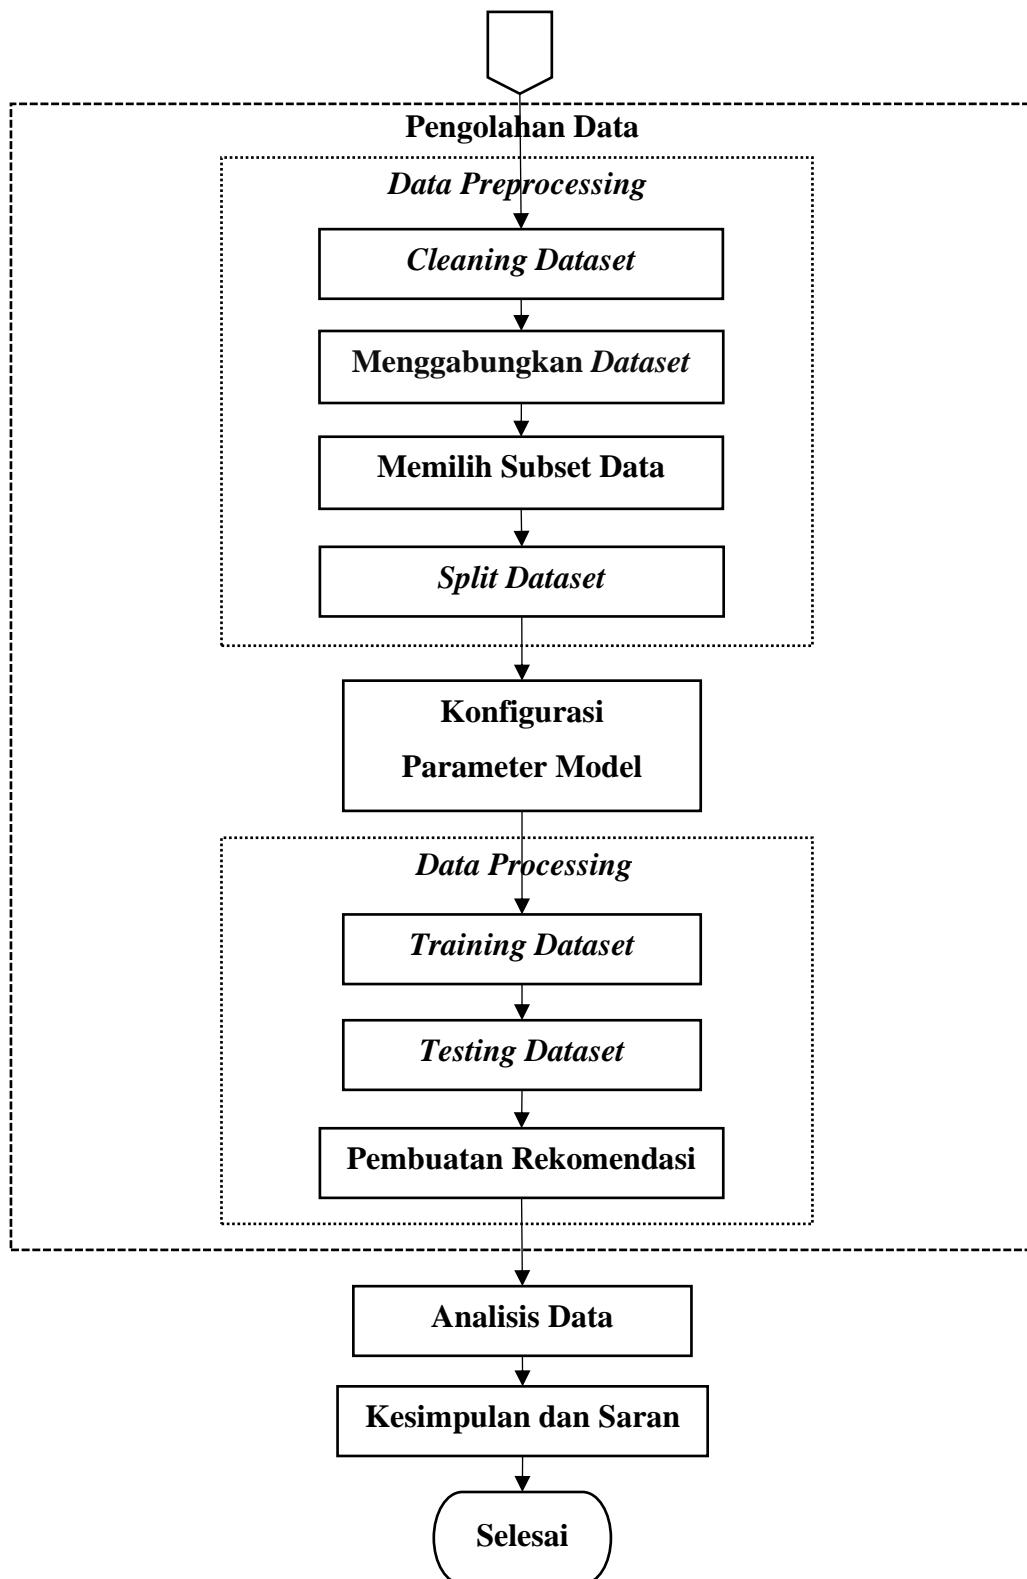 Pengolahan Data
Data Preprocessing
Cleaning Dataset
Menggabungkan Dataset
Memilih Subset Data
Split Dataset
Konfigurasi
Parameter Model
Data Processing
Training Dataset
Testing Dataset
Pembuatan Rekomendasi
Analisis Data
Kesimpulan dan Saran
Selesai